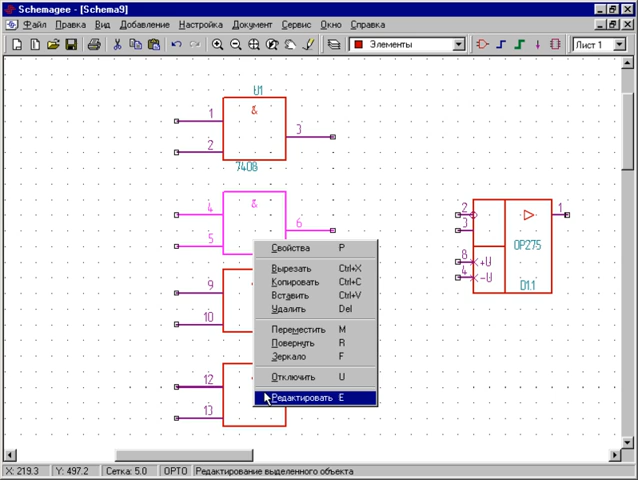 Schemagee - [Schema9]
Файл Правка Вид Добавление Настройка Документ Сервис Окно Справка
Элементы Лист 1
U1
1 & 3
2
7408
4 & 6
5
9
10
12
13
2 1
3
OP275
8 +U
4 -U
D1.1
Свойства P
Вырезать Ctrl+X
Копировать Ctrl+C
Вставить Ctrl+V
Удалить Del
Переместить M
Повернуть R
Зеркало F
Отключить U
Редактировать E
X: 219.3 Y: 497.2 Сетка: 5.0 ОРТО Редактирование выделенного объекта